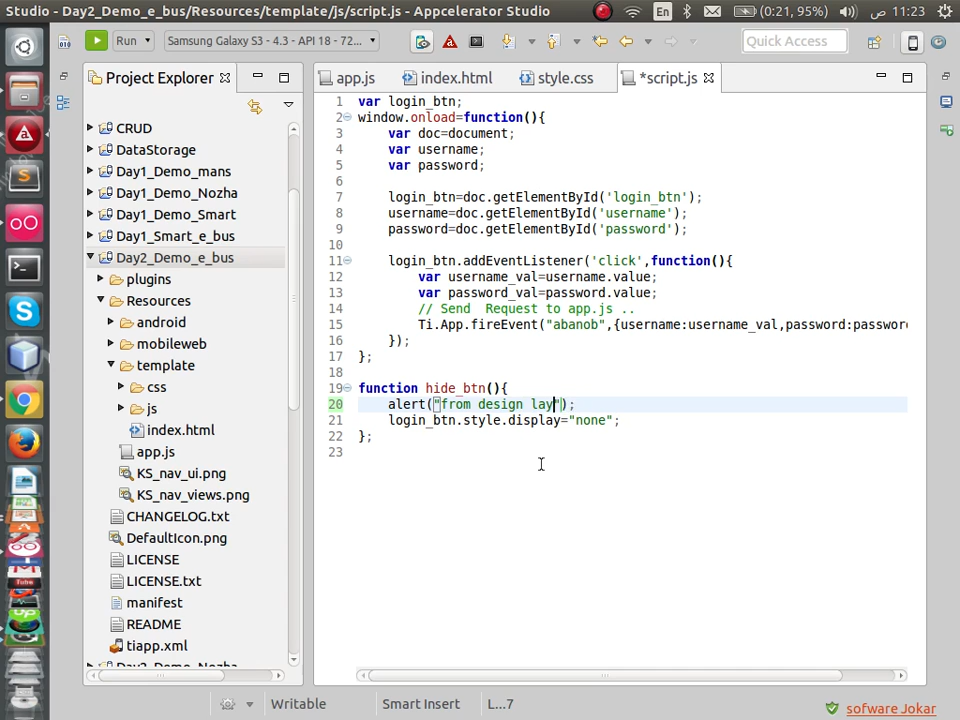 Studio - Day2_Demo_e_bus/Resources/template/js/script.js - Appcelerator Studio
En
(0:21, 95%)
11:23 ص
Run
Samsung Galaxy S3 - 4.3 - API 18 - 72...
Quick Access
Project Explorer
app.js
index.html
style.css
*script.js
CRUD
DataStorage
Day1_Demo_mans
Day1_Demo_Nozha
Day1_Demo_Smart
Day1_Smart_e_bus
Day2_Demo_e_bus
plugins
Resources
android
mobileweb
template
css
js
index.html
app.js
KS_nav_ui.png
KS_nav_views.png
CHANGELOG.txt
DefaultIcon.png
LICENSE
LICENSE.txt
manifest
README
tiapp.xml
Day2_Demo_Nozha
1 var login_btn;
2 window.onload=function(){
3 var doc=document;
4 var username;
5 var password;
6
7 login_btn=doc.getElementById('login_btn');
8 username=doc.getElementById('username');
9 password=doc.getElementById('password');
10
11 login_btn.addEventListener('click',function(){
12 var username_val=username.value;
13 var password_val=password.value;
14 // Send  Request to app.js ..
15 Ti.App.fireEvent("abanob",{username:username_val,password:password
16 });
17 };
18
19 function hide_btn(){
20 alert("from design lay");
21 login_btn.style.display="none";
22 };
23
Writable
Smart Insert
L...7
sofware Jokar